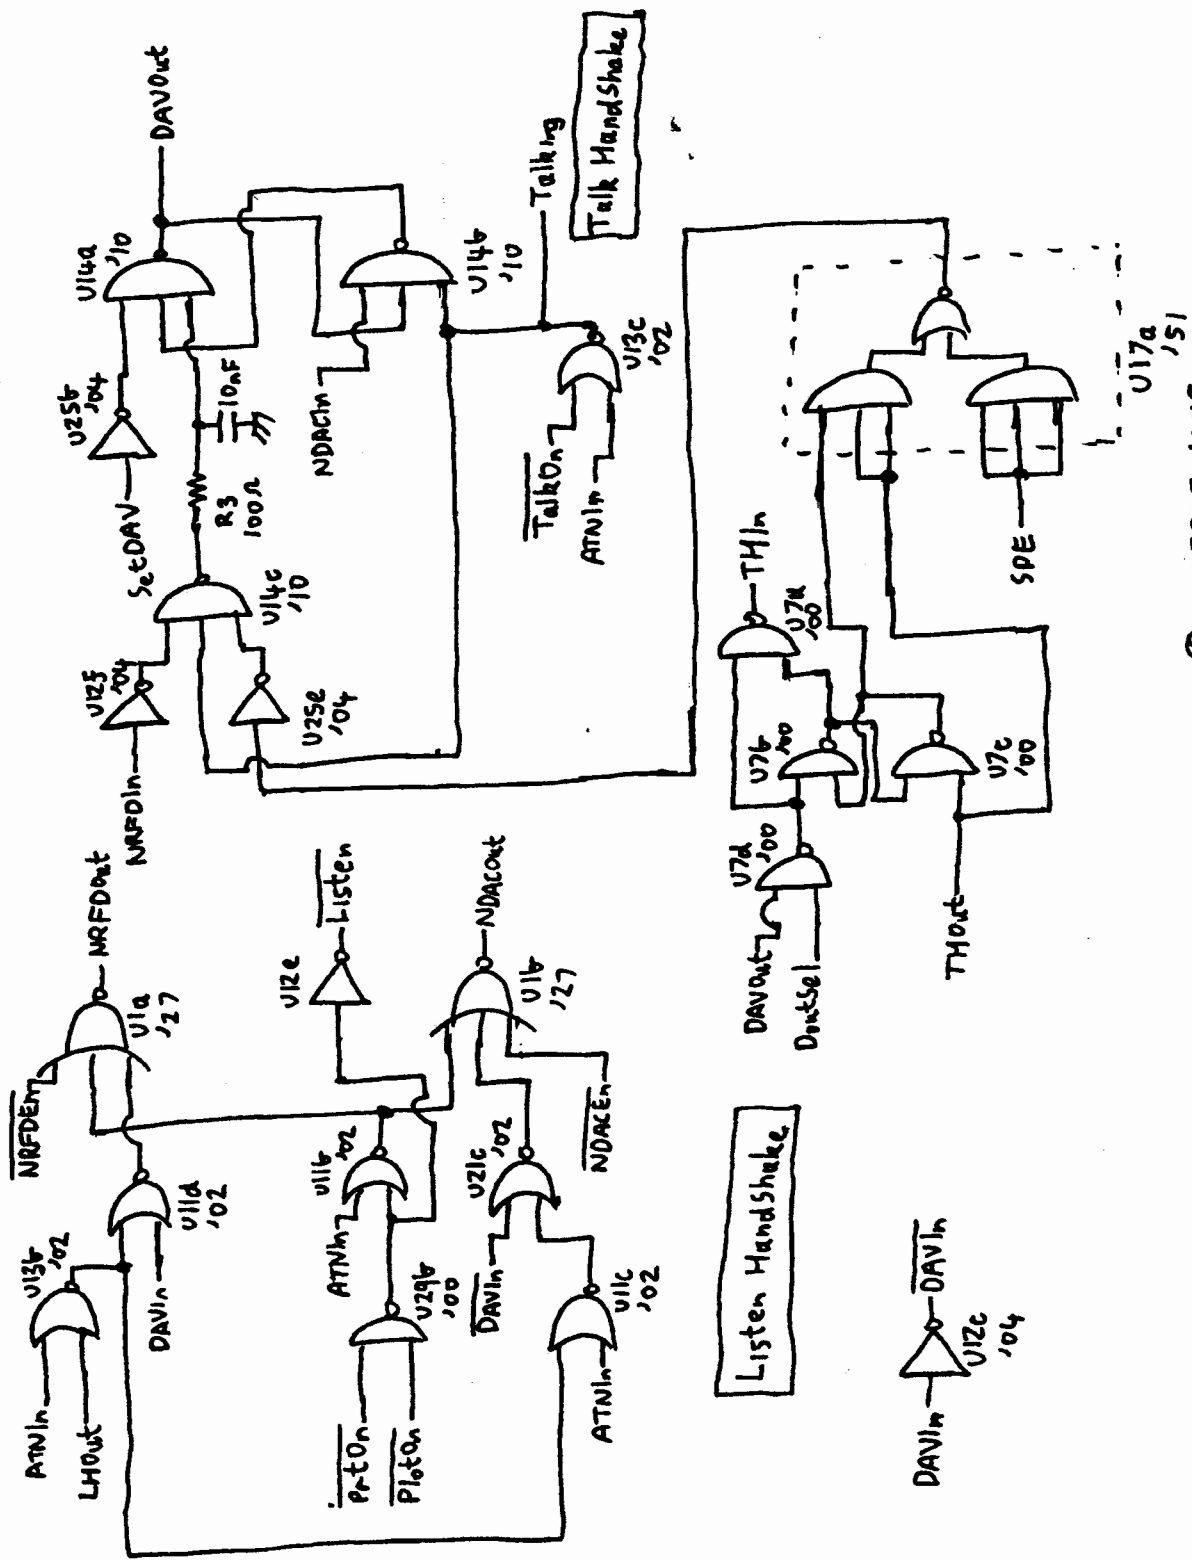 ATNIn
LHOut
U13b
'02
DAVIn
U11d
'02
NRFDEn
U1a
'27
NRFDOut
PrtOn
PlotOn
U29b
'00
ATNIn
U11b
'02
U12e
Listen
DAVIn
ATNIn
U11c
'02
U21c
'02
NDACEn
U1b
'27
NDACOut
Listen HandShake
DAVIn
U12c
'04
DAVIn
NRFDIn
U12f
'04
U25e
'04
U14c
'10
SetDAV
U25b
'04
R3
100Ω
10nF
U14a
'10
DAVOut
NDACIn
U14b
'10
TalkOn
ATNIn
U13c
'02
Talking
Talk HandShake
DAVOut
DoutSel
U7d
'00
U7b
'00
U7a
'00
THIn
THOut
U7c
'00
SPE
U17a
'51